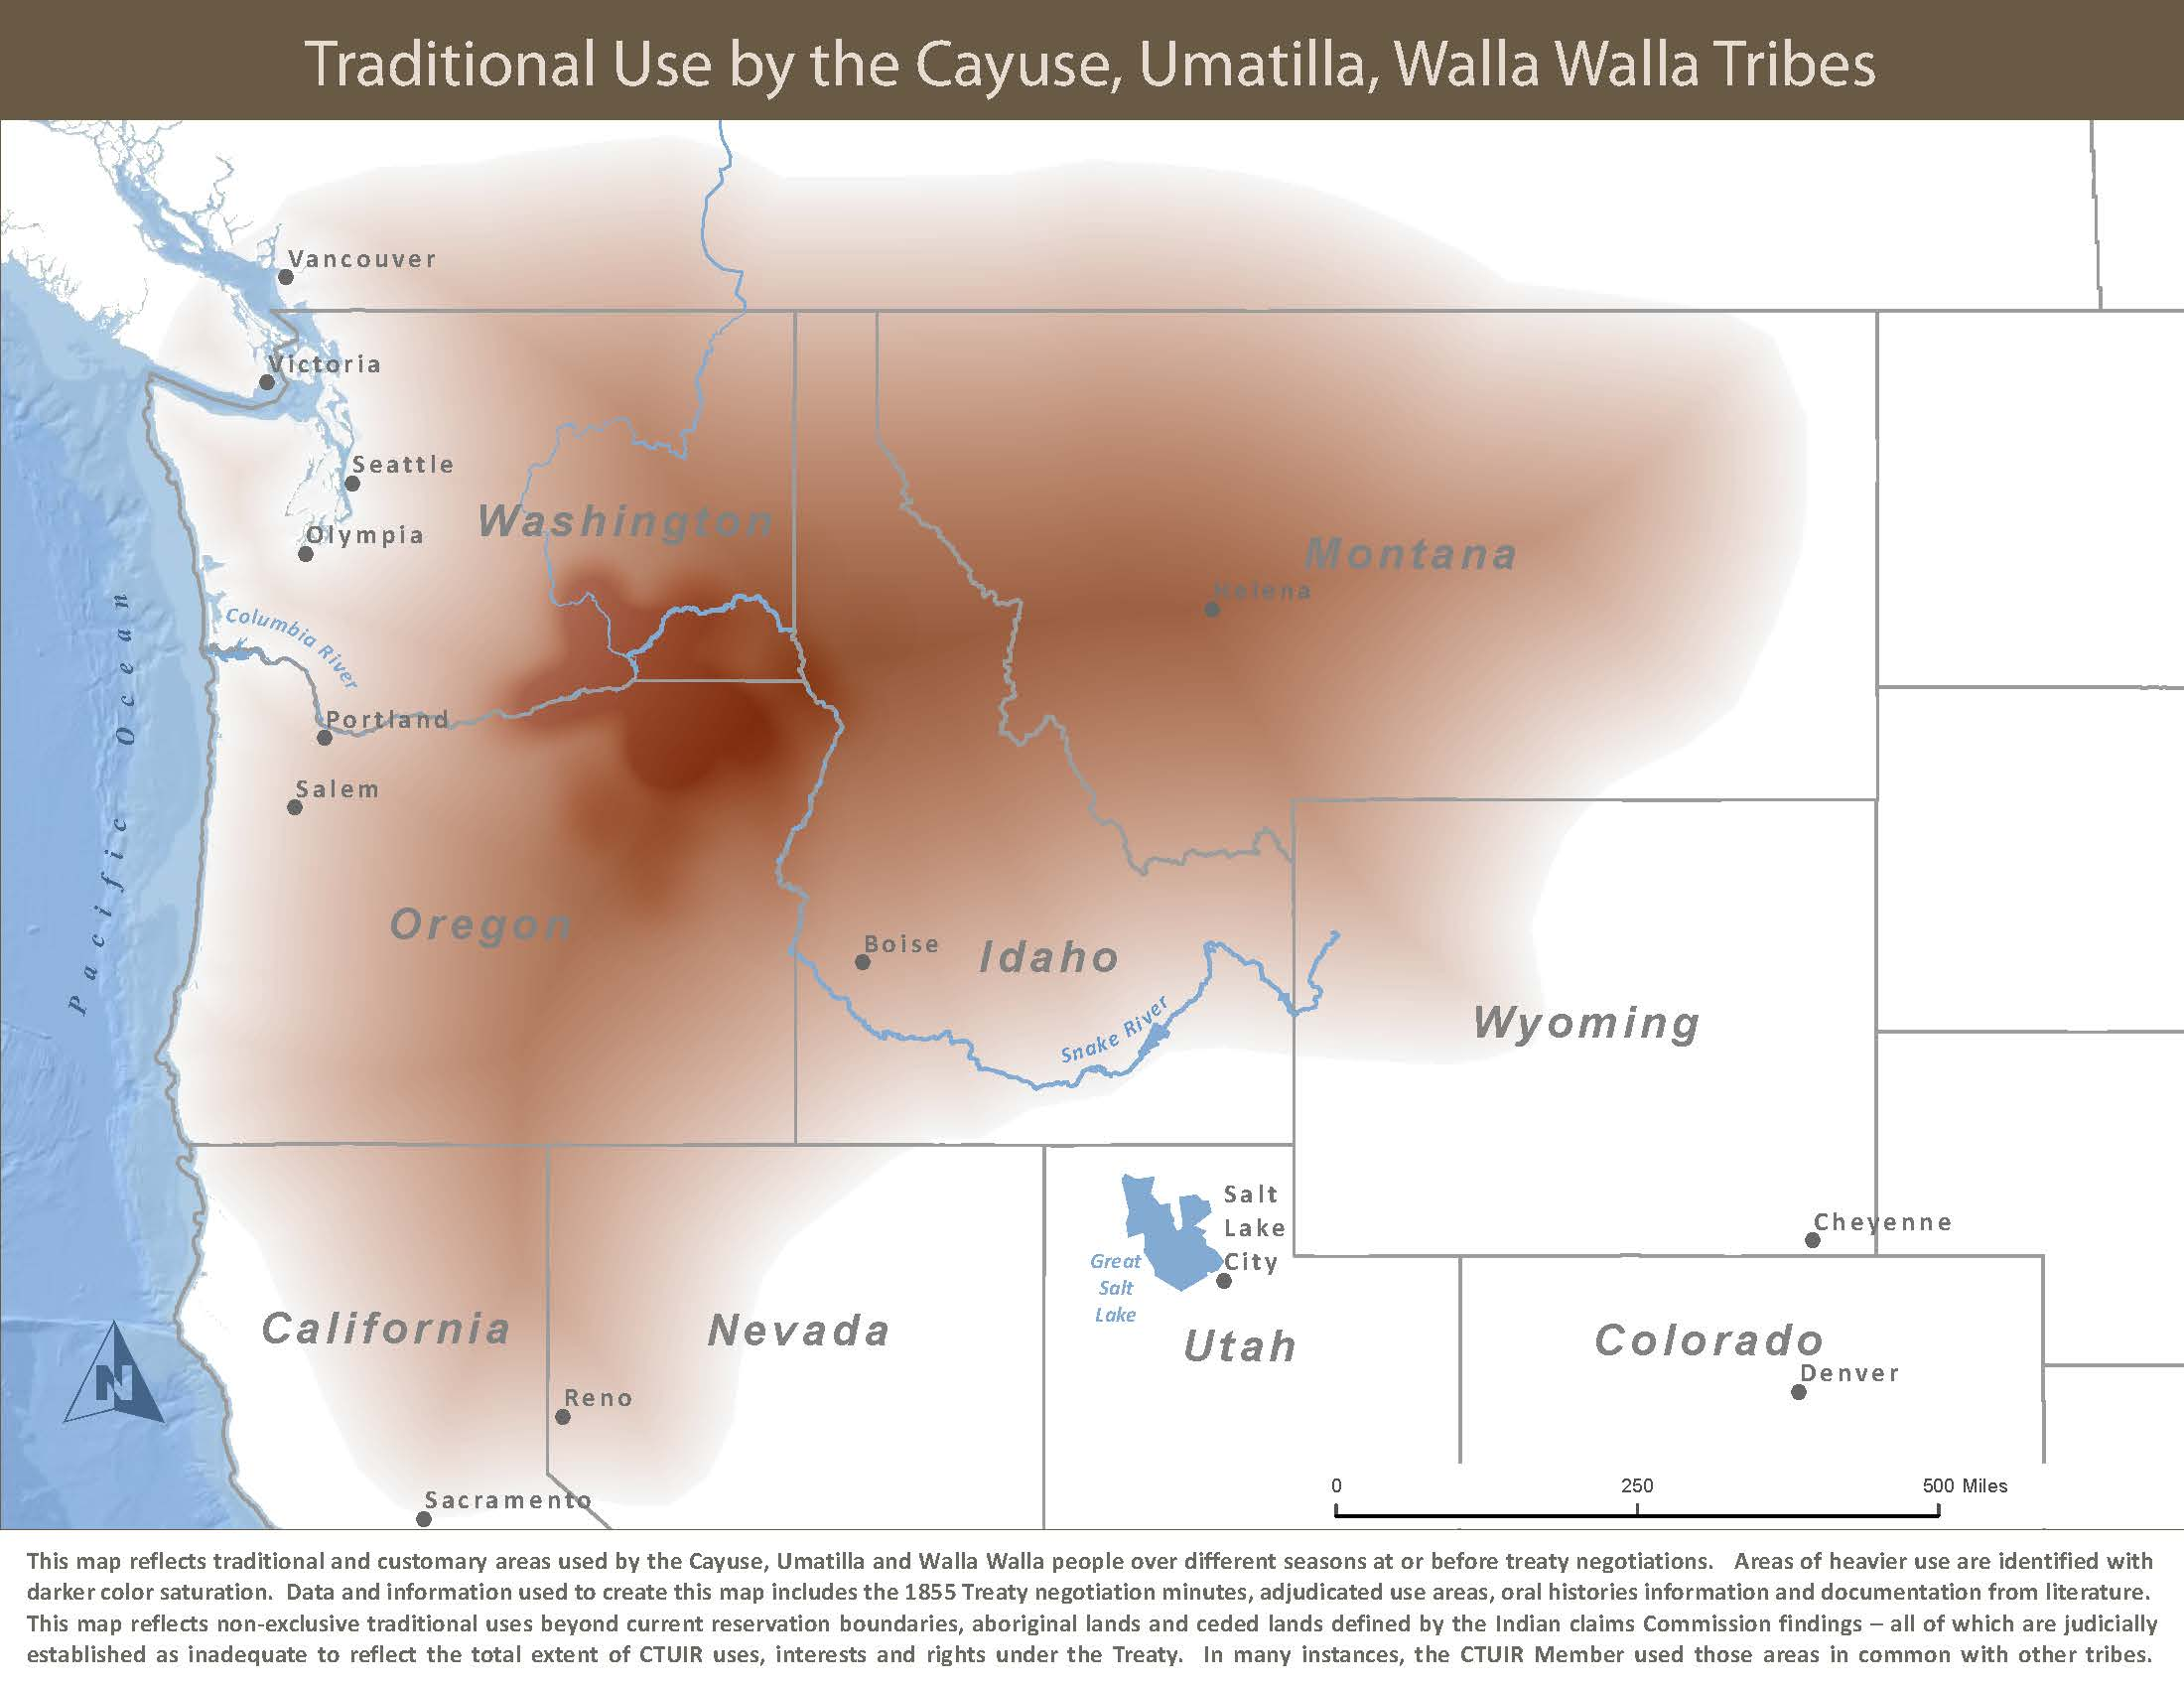 Traditional Use by the Cayuse, Umatilla, Walla Walla Tribes
Vancouver
Victoria
Seattle
Washington
Olympia
Montana
Helena
Columbia River
Pacific Ocean
Portland
Salem
Oregon
Boise
Idaho
Snake River
Wyoming
Salt
Lake
City
Great
Salt
Lake
Cheyenne
California
Nevada
Utah
Colorado
Denver
N
Reno
Sacramento
0 250 500 Miles
This map reflects traditional and customary areas used by the Cayuse, Umatilla and Walla Walla people over different seasons at or before treaty negotiations. Areas of heavier use are identified with
darker color saturation. Data and information used to create this map includes the 1855 Treaty negotiation minutes, adjudicated use areas, oral histories information and documentation from literature.
This map reflects non-exclusive traditional uses beyond current reservation boundaries, aboriginal lands and ceded lands defined by the Indian claims Commission findings – all of which are judicially
established as inadequate to reflect the total extent of CTUIR uses, interests and rights under the Treaty. In many instances, the CTUIR Member used those areas in common with other tribes.